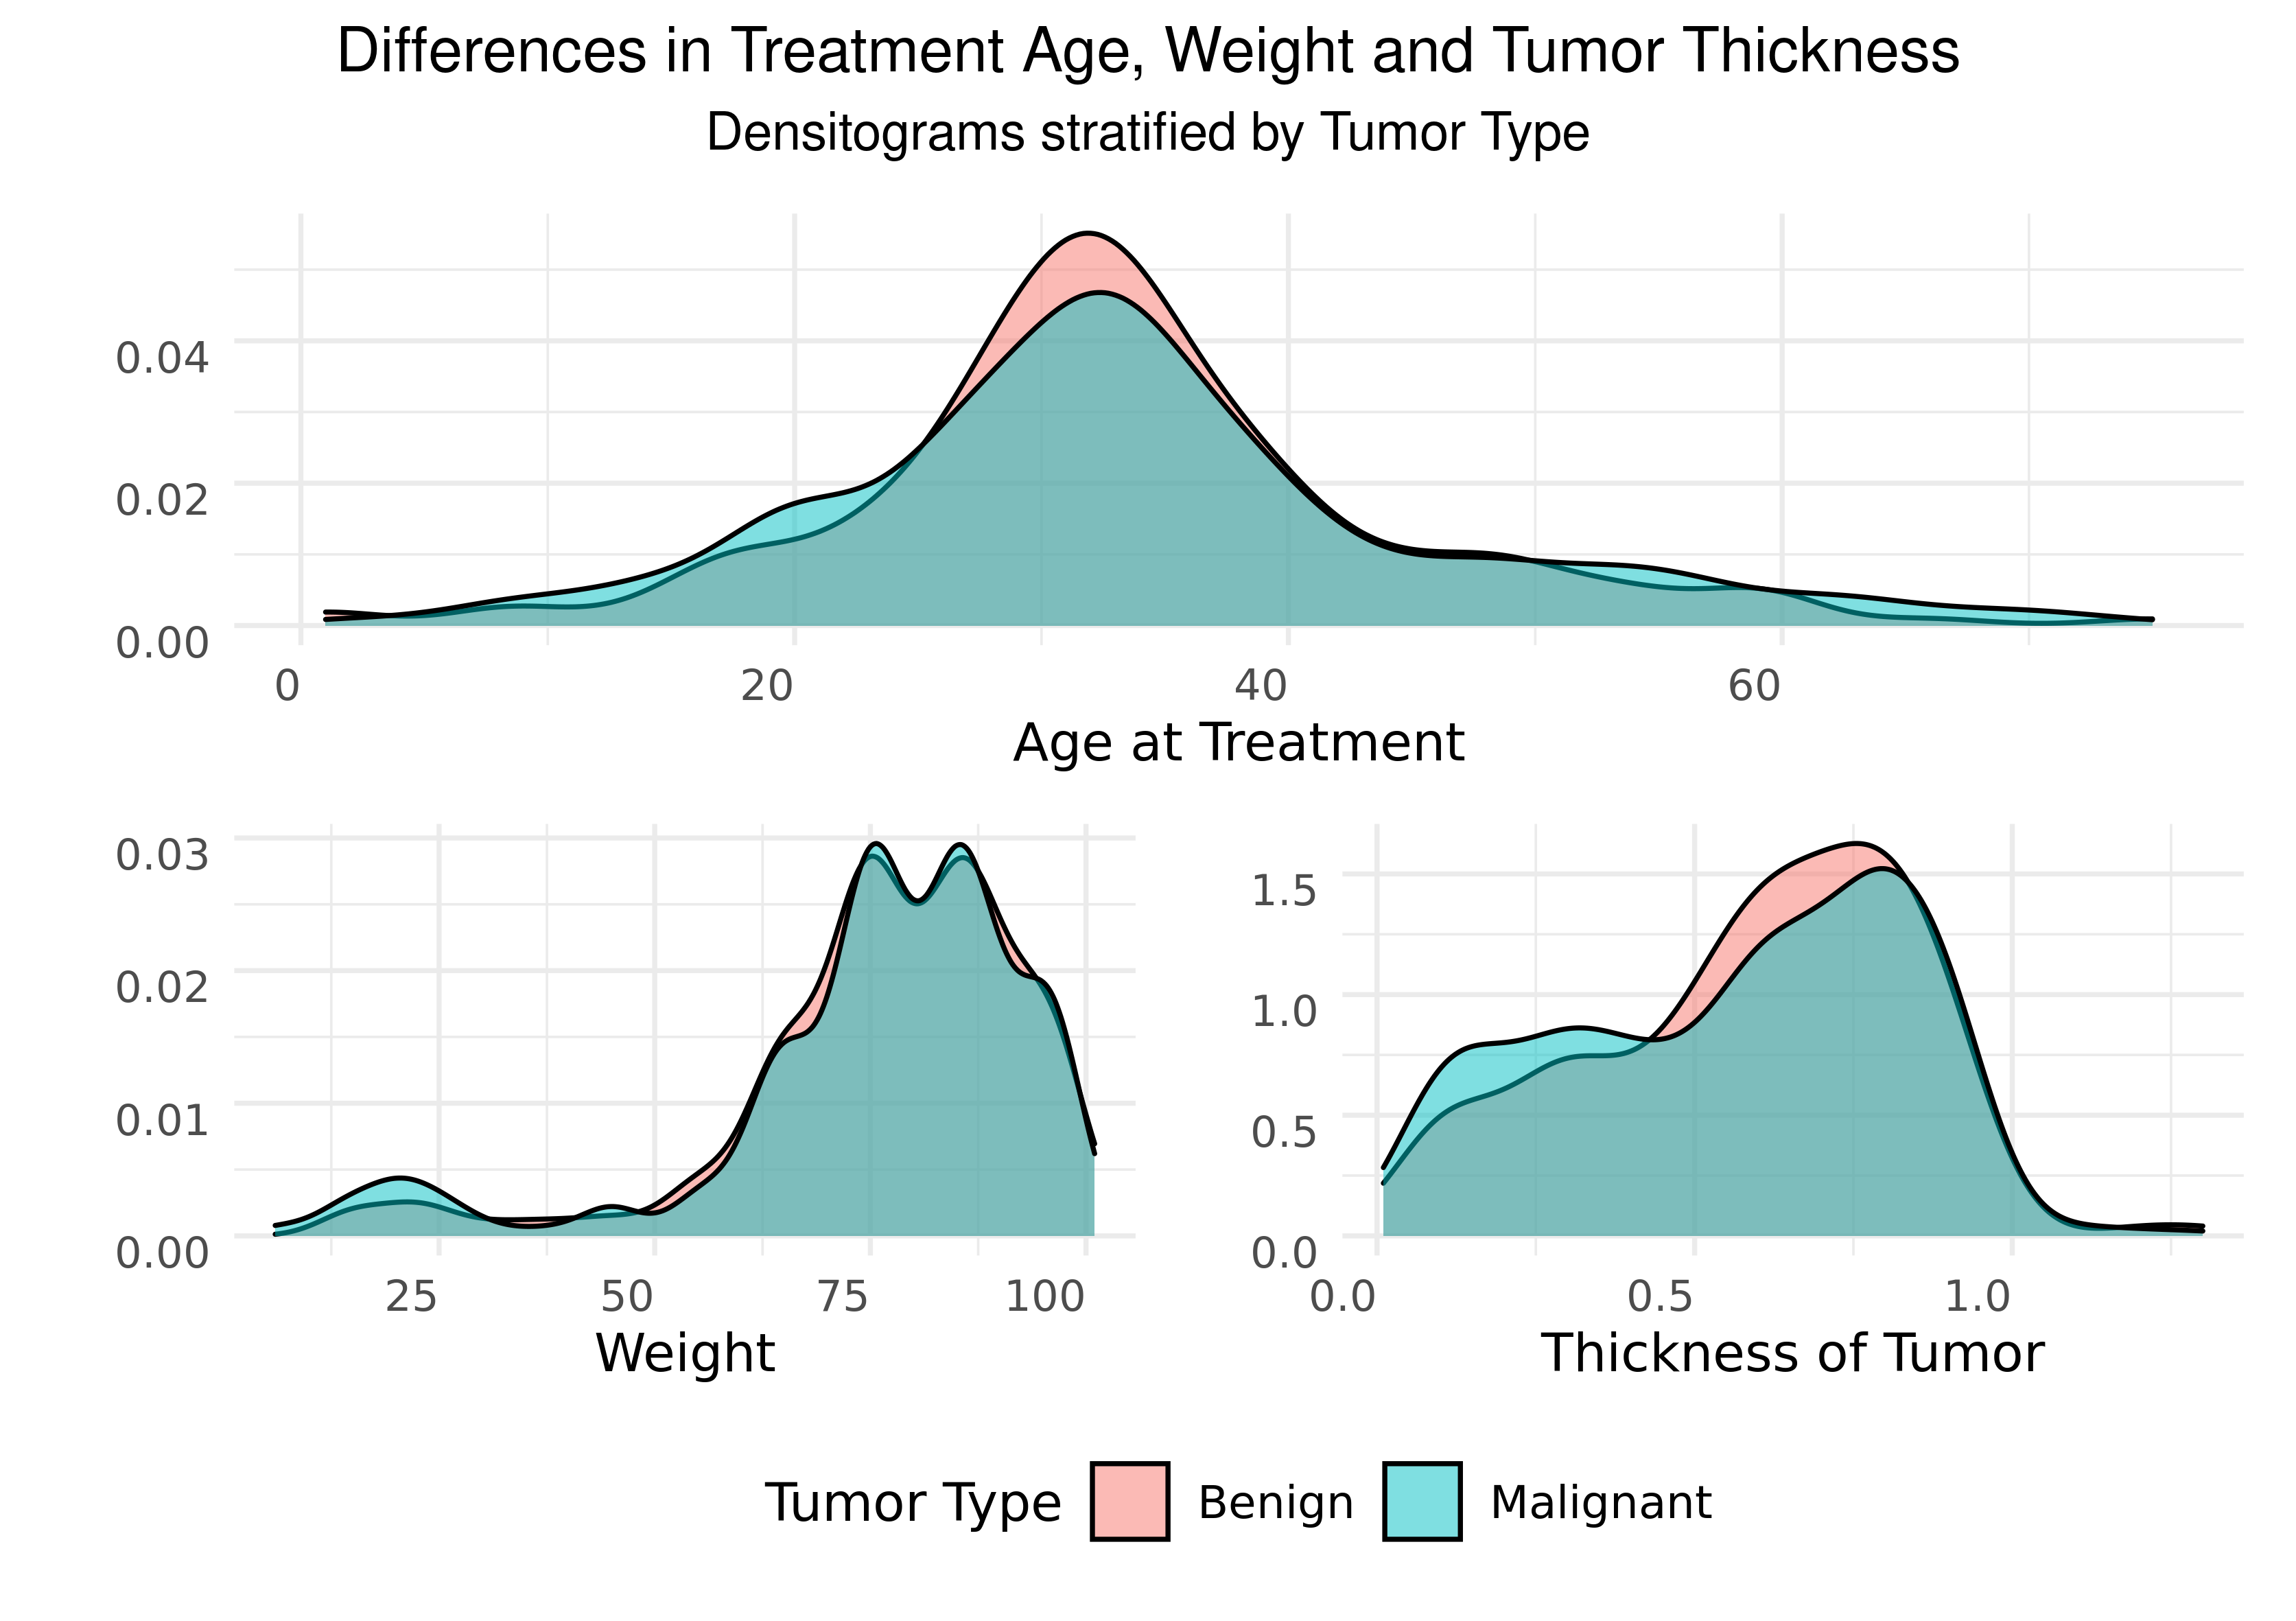 Differences in Treatment Age, Weight and Tumor Thickness
Densitograms stratified by Tumor Type
0.04
0.02
0.00
0 20 40 60
Age at Treatment
0.03
0.02
0.01
0.00
25 50 75 100
Weight
1.5
1.0
0.5
0.0
0.0 0.5 1.0
Thickness of Tumor
Tumor Type Benign Malignant